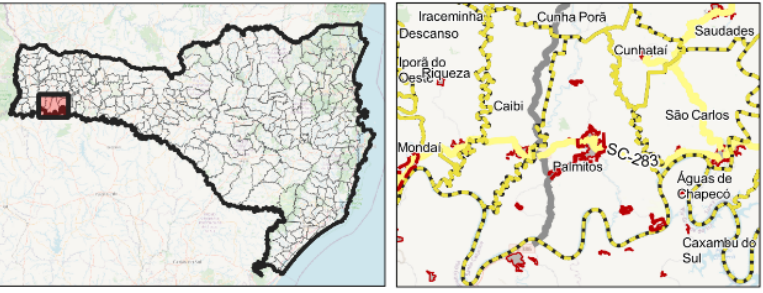 Iraceminha
Cunha Porã
Saudades
Descanso
Cunhataí
Iporã do
Oeste
Riqueza
Caibi
São Carlos
Mondaí
SC-283
Palmitos
Águas de
Chapecó
Caxambu do
Sul